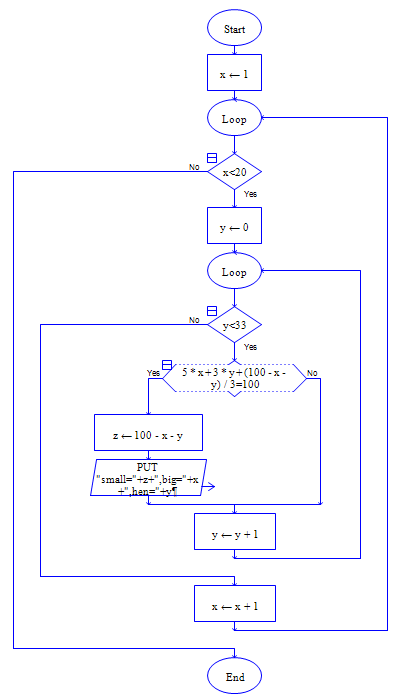 Start
x ← 1
Loop
No
x<20
Yes
y ← 0
Loop
No
y<33
Yes
Yes
5 * x + 3 * y + (100 - x -
y) / 3=100
No
z ← 100 - x - y
PUT
"small="+z+",big="+x
+",hen="+y¶
y ← y + 1
x ← x + 1
End